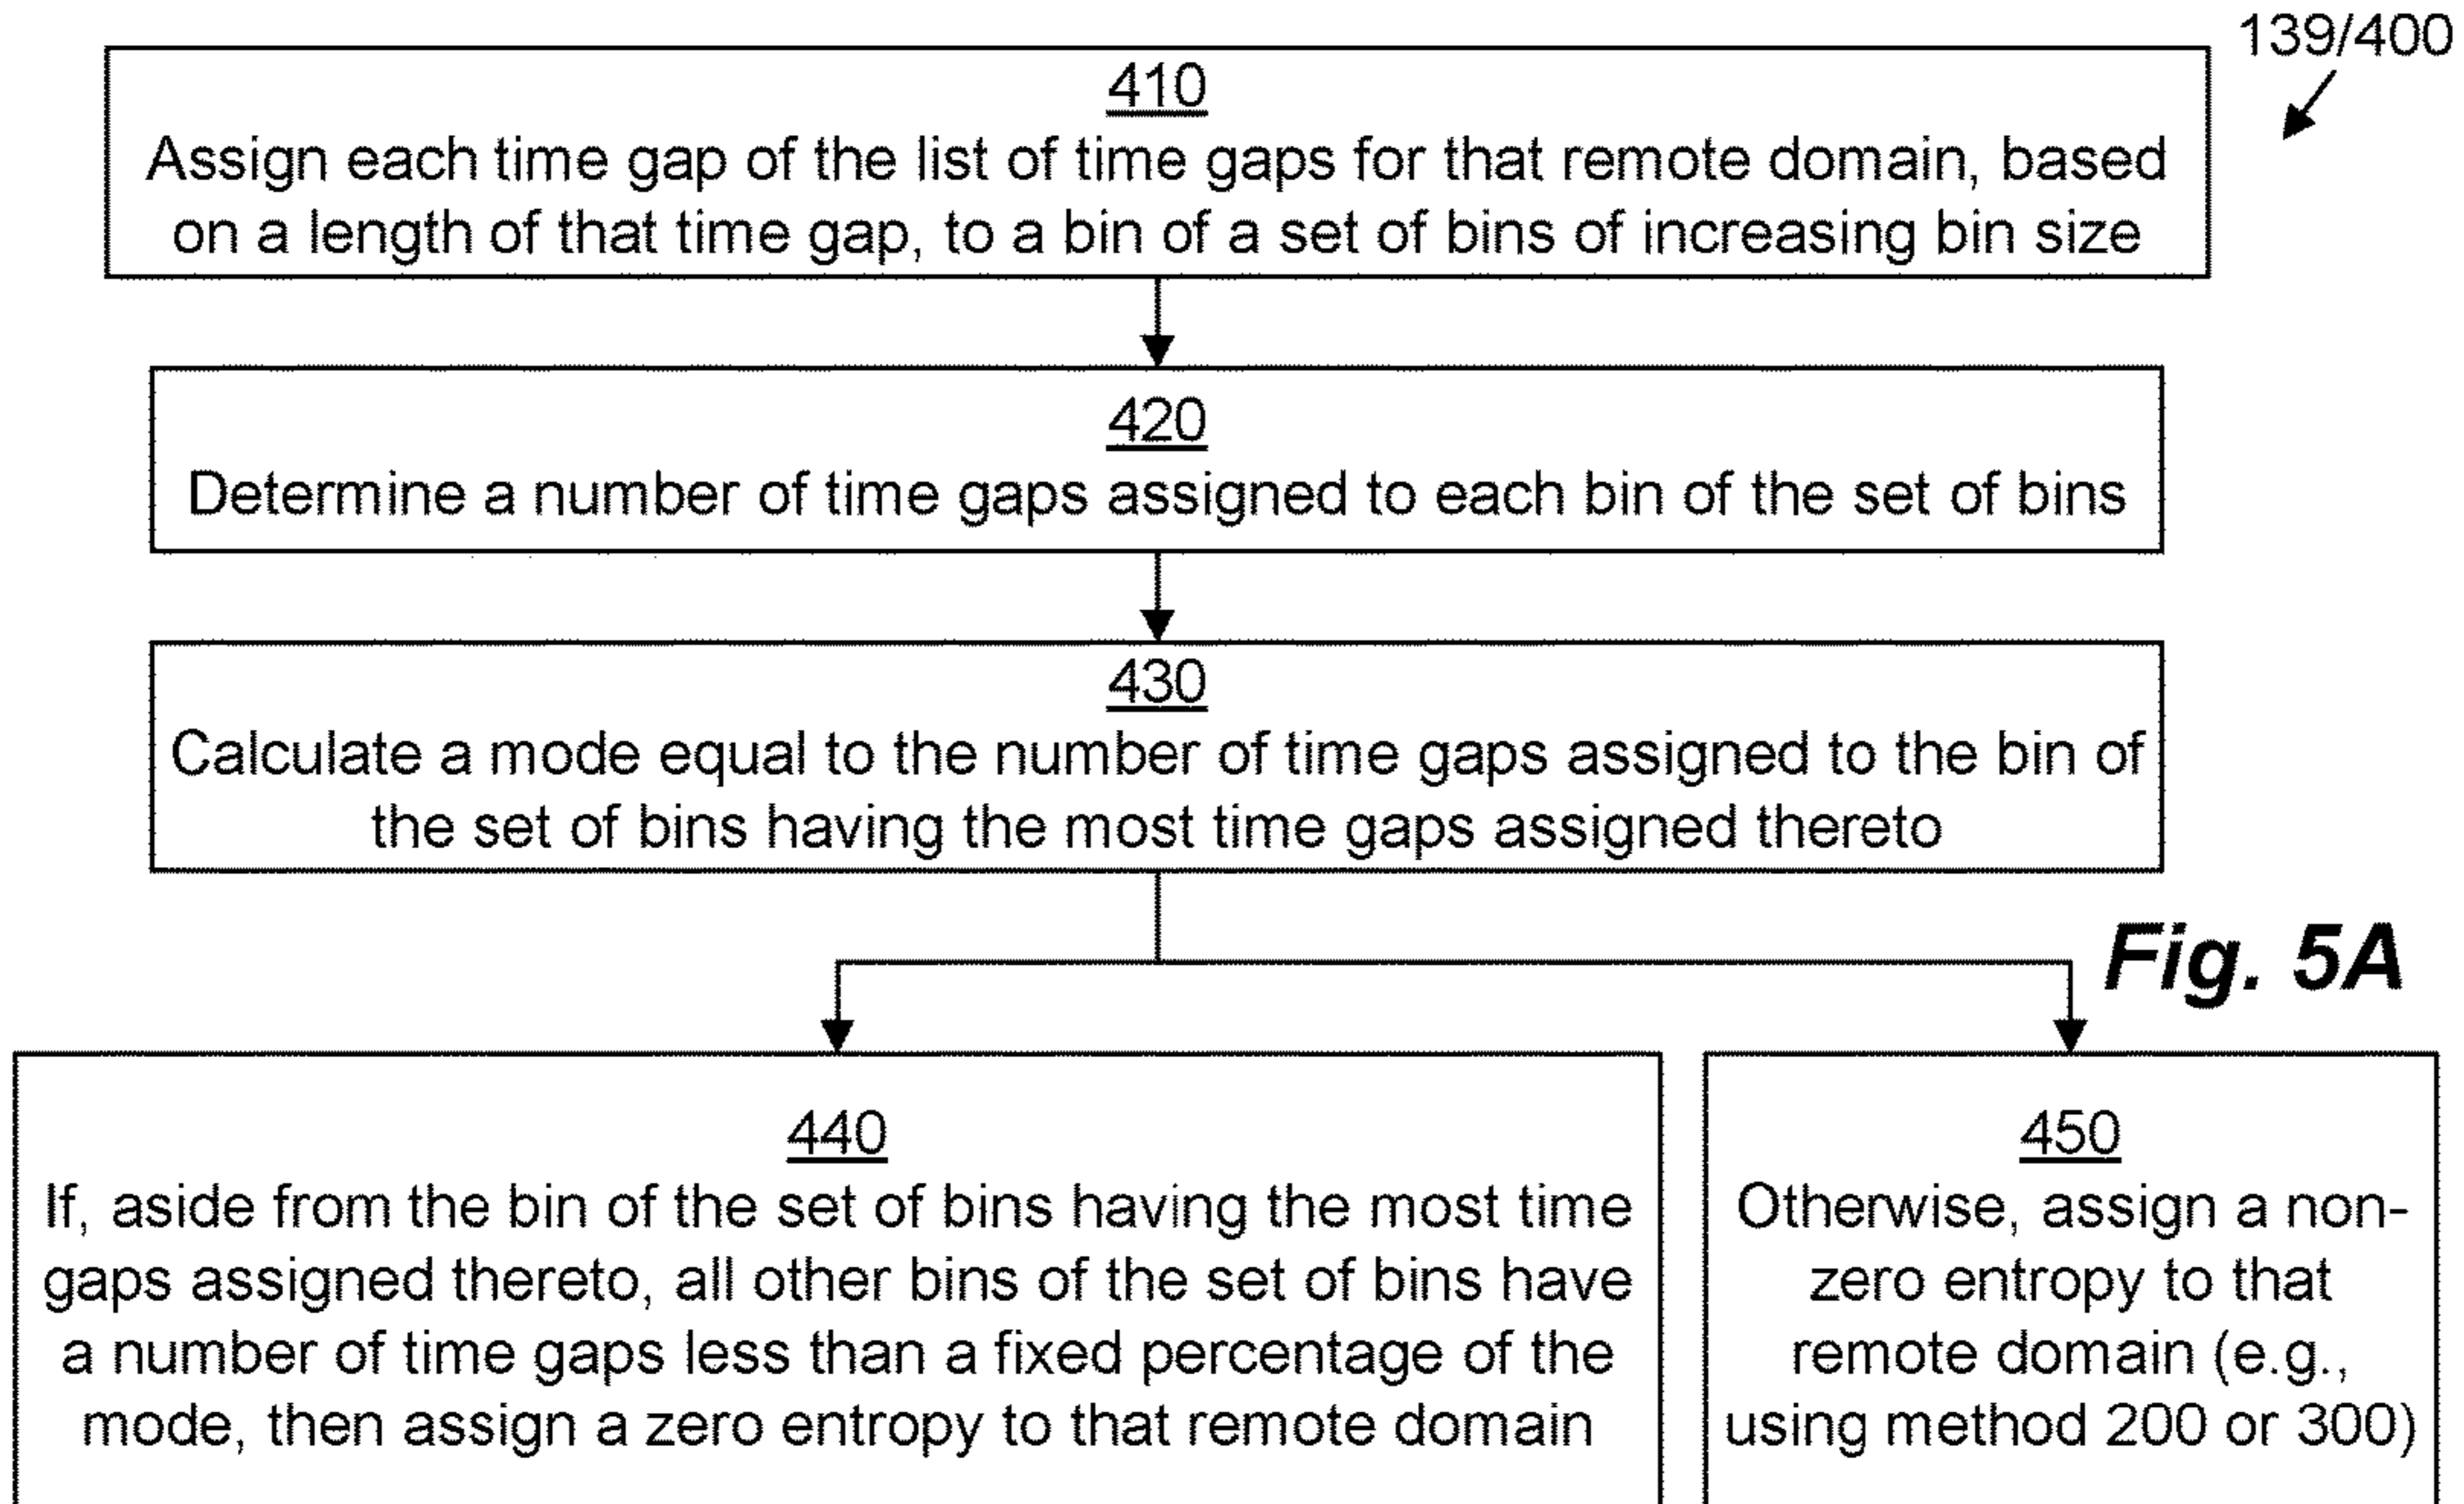 139/400
410
Assign each time gap of the list of time gaps for that remote domain, based
on a length of that time gap, to a bin of a set of bins of increasing bin size
420
Determine a number of time gaps assigned to each bin of the set of bins
430
Calculate a mode equal to the number of time gaps assigned to the bin of
the set of bins having the most time gaps assigned thereto
Fig. 5A
440
If, aside from the bin of the set of bins having the most time
gaps assigned thereto, all other bins of the set of bins have
a number of time gaps less than a fixed percentage of the
mode, then assign a zero entropy to that remote domain
450
Otherwise, assign a non-
zero entropy to that
remote domain (e.g.,
using method 200 or 300)